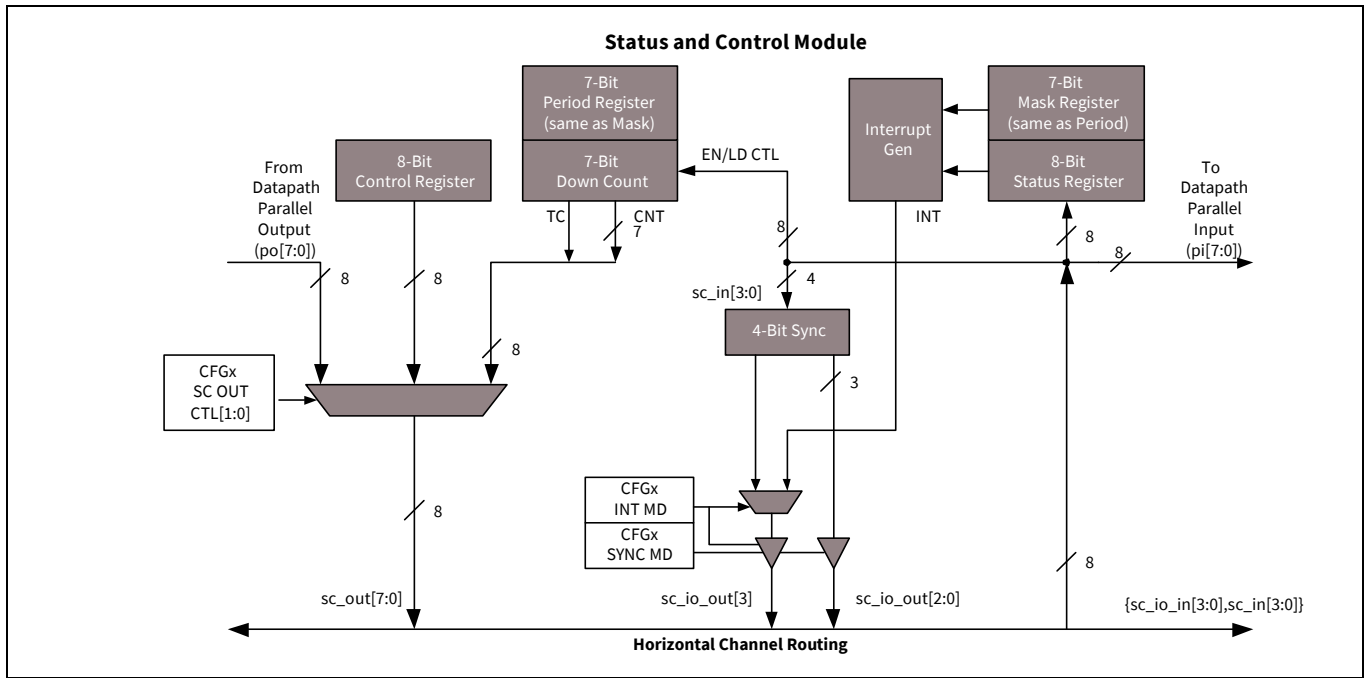 Status and Control Module
7-Bit
Period Register
(same as Mask)
7-Bit
Mask Register
(same as Period)
Interrupt
Gen
8-Bit
Control Register
7-Bit
Down Count
EN/LD CTL
8-Bit
Status Register
From
Datapath
Parallel
Output
(po[7:0])
To
Datapath
Parallel
Input
(pi[7:0])
TC
CNT
7
INT
8
8
8
8
8
4
sc_in[3:0]
4-Bit Sync
8
3
CFGx
SC OUT
CTL[1:0]
8
CFGx
INT MD
CFGx
SYNC MD
8
sc_out[7:0]
sc_io_out[3]
sc_io_out[2:0]
{sc_io_in[3:0],sc_in[3:0]}
Horizontal Channel Routing